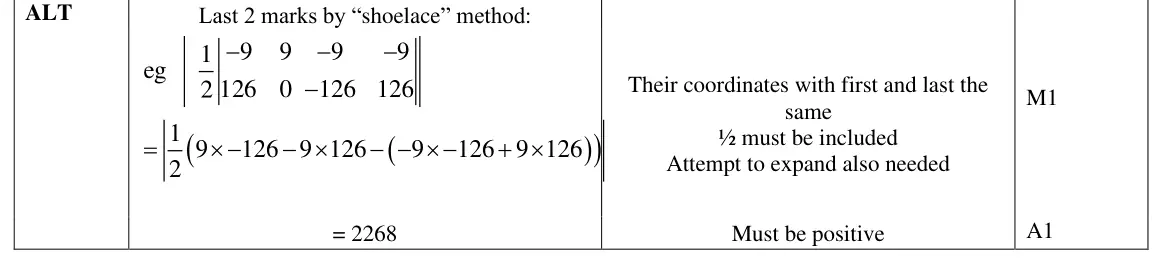 ALT
Last 2 marks by “shoelace” method:
eg | 1/2 | −9 9 −9 −9
126 0 −126 126 ||
= | 1/2 (9×−126−9×126−(−9×−126+9×126)) |
Their coordinates with first and last the
same
½ must be included
Attempt to expand also needed
M1
= 2268
Must be positive
A1